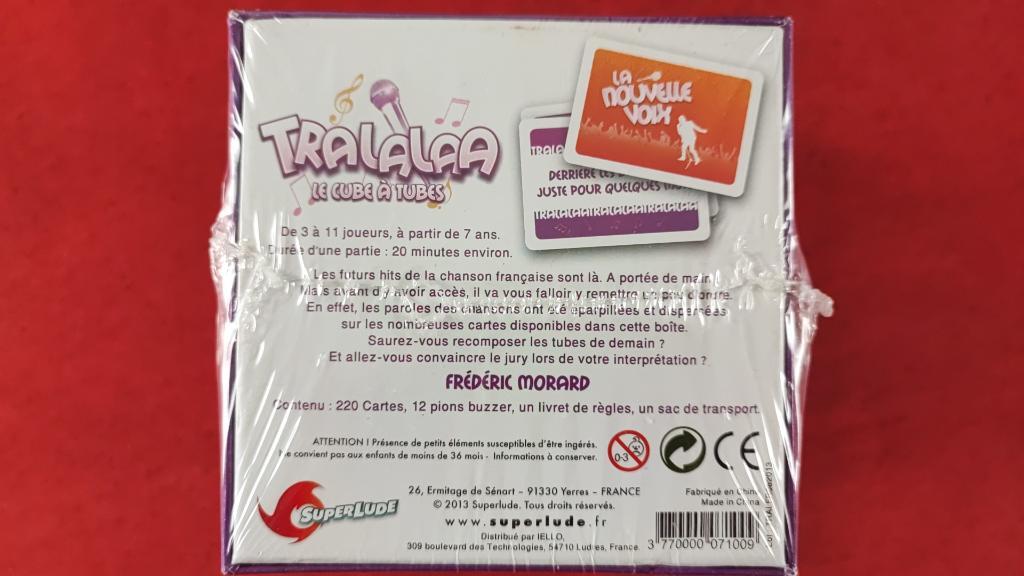 LA
NOUVELLE
VOIX
TRALALAA
LE CUBE À TUBES
TRALA
DERRIÈRE LES
JUSTE POUR QUELQUES
TRALALAATRALALAATRALALAA
De 3 à 11 joueurs, à partir de 7 ans.
Durée d'une partie : 20 minutes environ.
Les futurs hits de la chanson française sont là. A portée de main !
Mais avant d'y avoir accès, il va vous falloir y remettre un peu d'ordre.
En effet, les paroles des chansons ont été éparpillées et dispersées
sur les nombreuses cartes disponibles dans cette boîte.
Saurez-vous recomposer les tubes de demain ?
Et allez-vous convaincre le jury lors de votre interprétation ?
FRÉDÉRIC MORARD
Contenu : 220 Cartes, 12 pions buzzer, un livret de règles, un sac de transport.
ATTENTION ! Présence de petits éléments susceptibles d'être ingérés.
Ne convient pas aux enfants de moins de 36 mois - Informations à conserver.
0-3
CE
SUPERLUDE
26, Ermitage de Sénart - 91330 Yerres - FRANCE
© 2013 Superlude. Tous droits réservés.
www.superlude.fr
Distribué par IELLO,
309 boulevard des Technologies, 54710 Ludres, France.
Fabriqué en Chine
Made in China
3 770000 071009